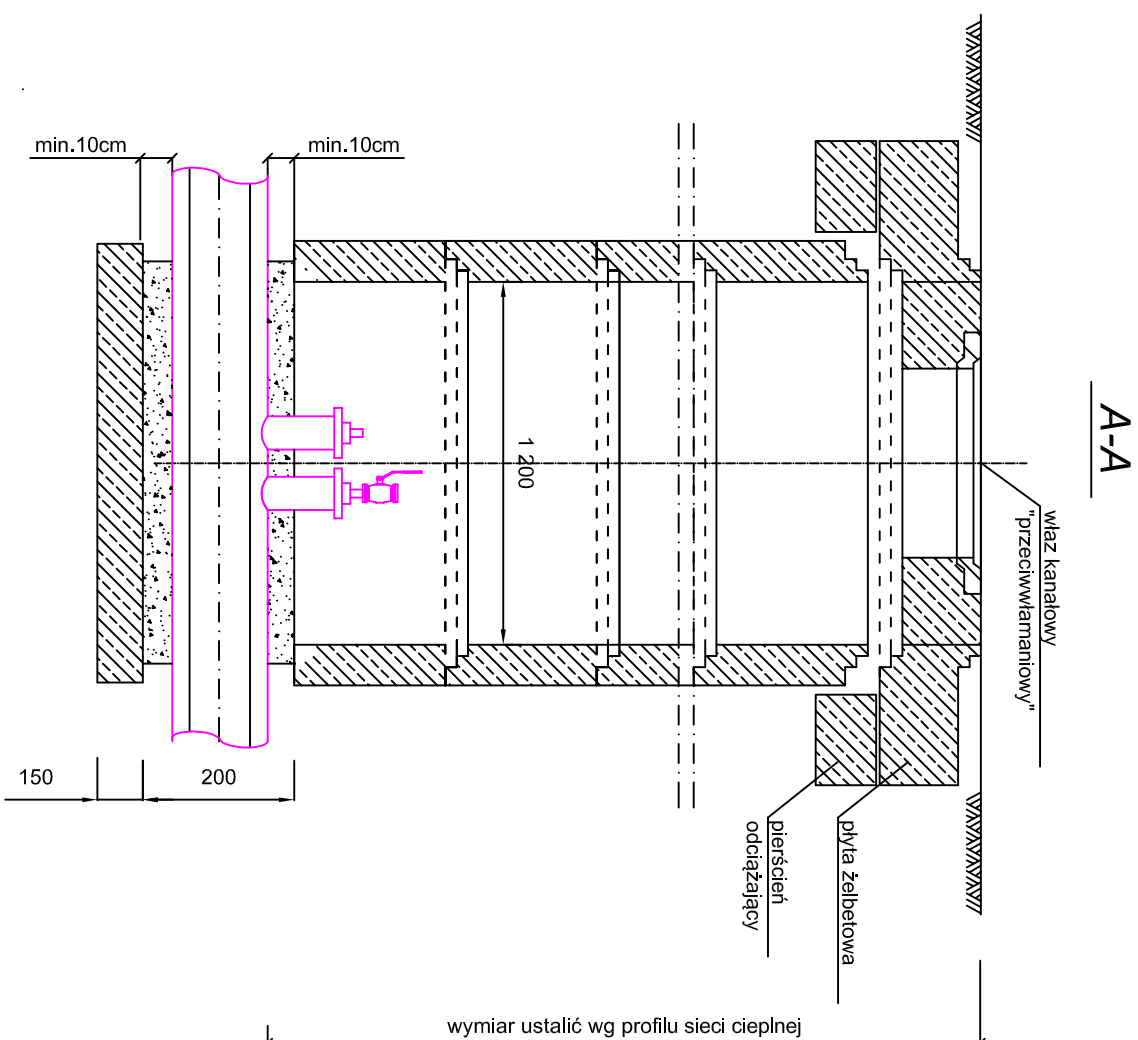 A-A
właz kanałowy
"przeciwwłamaniowy"
min.10cm
min.10cm
1 200
płyta żelbetowa
pierścień
odciążający
150
200
wymiar ustalić wg profilu sieci cieplnej